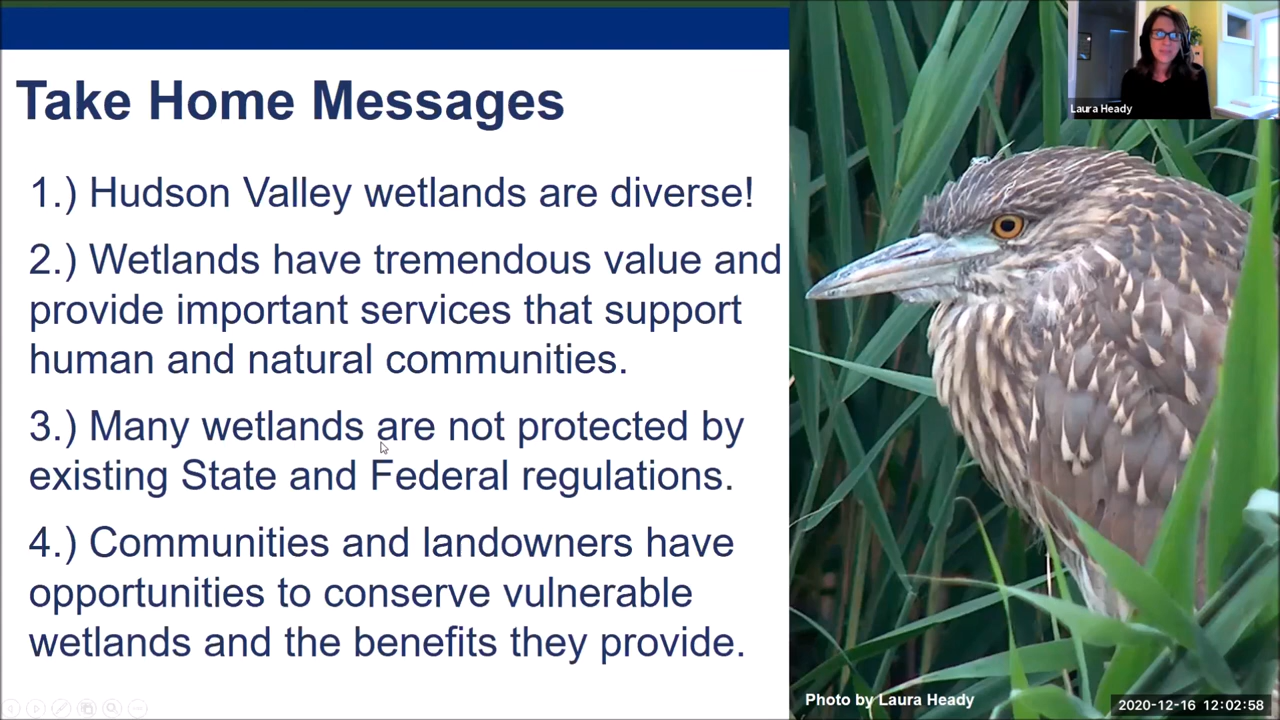 Take Home Messages
1.) Hudson Valley wetlands are diverse!
2.) Wetlands have tremendous value and
provide important services that support
human and natural communities.
3.) Many wetlands are not protected by
existing State and Federal regulations.
4.) Communities and landowners have
opportunities to conserve vulnerable
wetlands and the benefits they provide.
Laura Heady
Photo by Laura Heady
2020-12-16 12:02:58